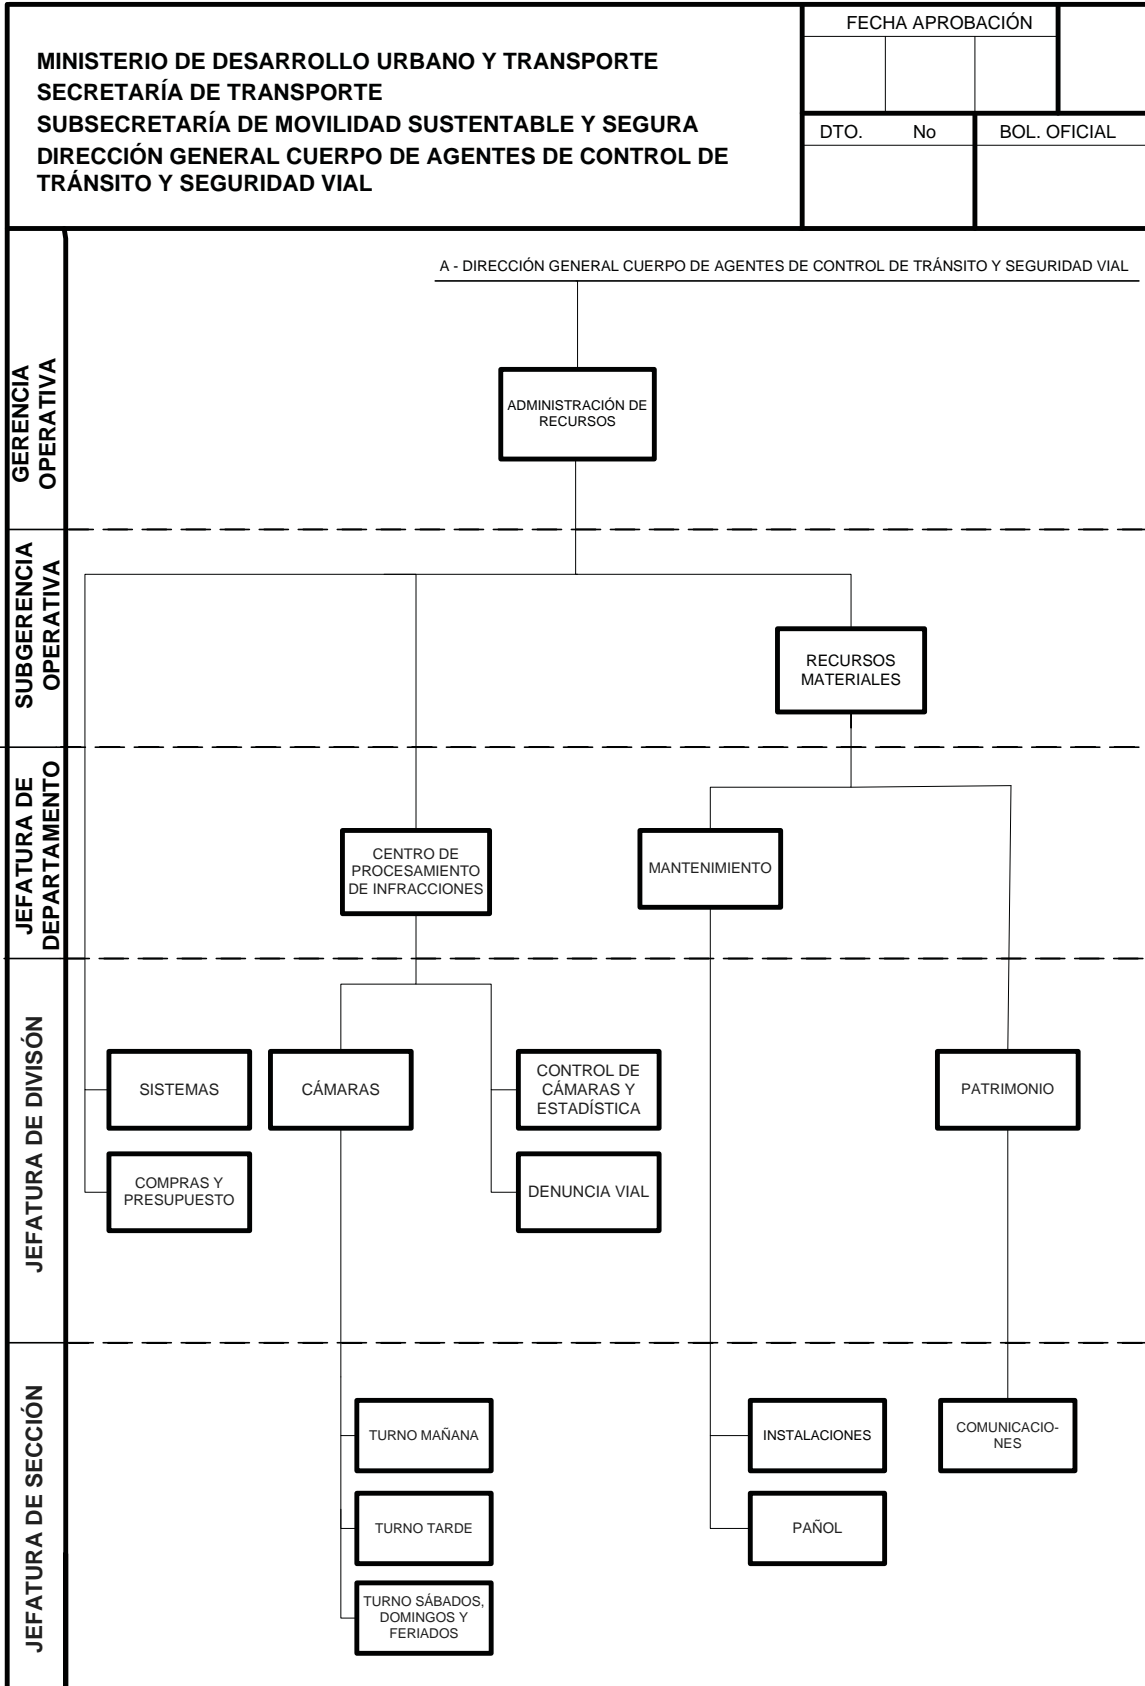 MINISTERIO DE DESARROLLO URBANO Y TRANSPORTE
SECRETARÍA DE TRANSPORTE
SUBSECRETARÍA DE MOVILIDAD SUSTENTABLE Y SEGURA
DIRECCIÓN GENERAL CUERPO DE AGENTES DE CONTROL DE
TRÁNSITO Y SEGURIDAD VIAL
FECHA APROBACIÓN
DTO. No
BOL. OFICIAL
A - DIRECCIÓN GENERAL CUERPO DE AGENTES DE CONTROL DE TRÁNSITO Y SEGURIDAD VIAL
GERENCIA
OPERATIVA
ADMINISTRACIÓN DE
RECURSOS
SUBGERENCIA
OPERATIVA
RECURSOS
MATERIALES
JEFATURA DE
DEPARTAMENTO
CENTRO DE
PROCESAMIENTO
DE INFRACCIONES
MANTENIMIENTO
JEFATURA DE DIVISÓN
SISTEMAS
CÁMARAS
CONTROL DE
CÁMARAS Y
ESTADÍSTICA
PATRIMONIO
COMPRAS Y
PRESUPUESTO
DENUNCIA VIAL
JEFATURA DE SECCIÓN
TURNO MAÑANA
INSTALACIONES
COMUNICACIO-
NES
TURNO TARDE
PAÑOL
TURNO SÁBADOS,
DOMINGOS Y
FERIADOS